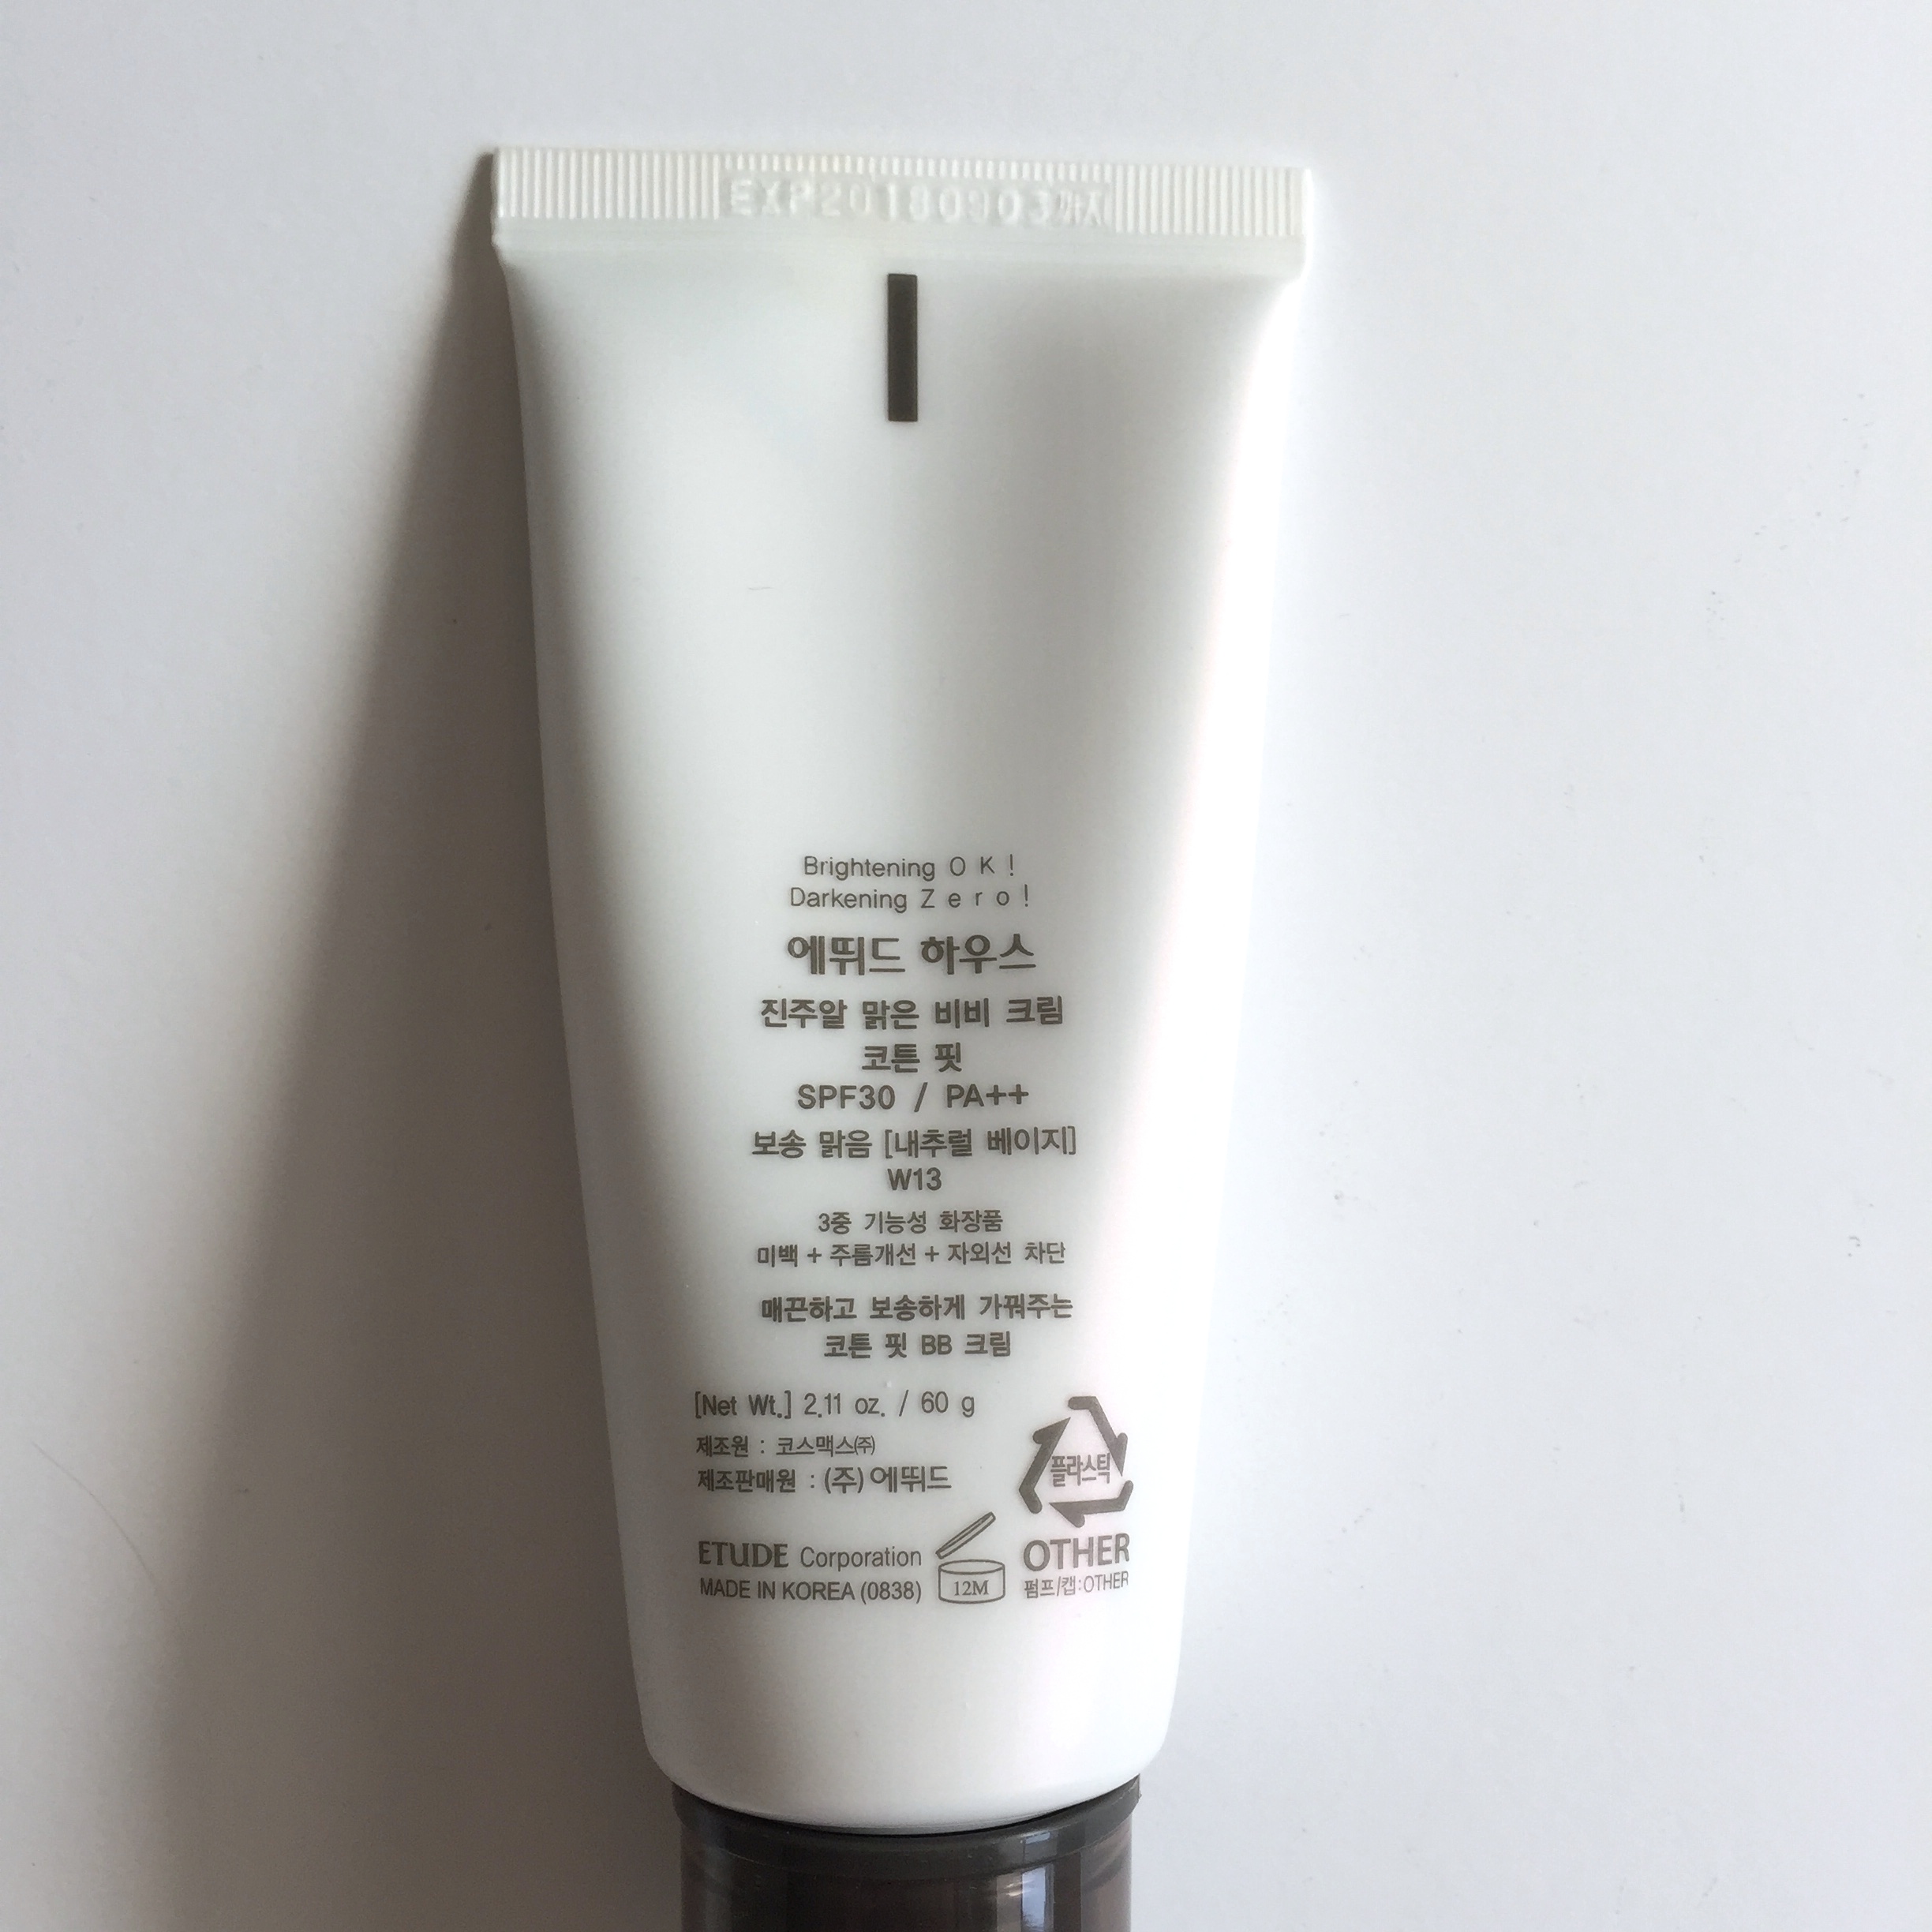 EXP20180903까지
Brightening OK!
Darkening Zero!
에뛰드 하우스
진주알 맑은 비비 크림
코튼 핏
SPF30 / PA++
보송 맑음 [내추럴 베이지]
W13
3중 기능성 화장품
미백 + 주름개선 + 자외선 차단
매끈하고 보송하게 가꿔주는
코튼 핏 BB 크림
[Net Wt.] 2.11 oz. / 60 g
제조원 : 코스맥스㈜
제조판매원 : (주)에뛰드
ETUDE Corporation
MADE IN KOREA (0838)
12M
플라스틱
OTHER
펌프/캡:OTHER